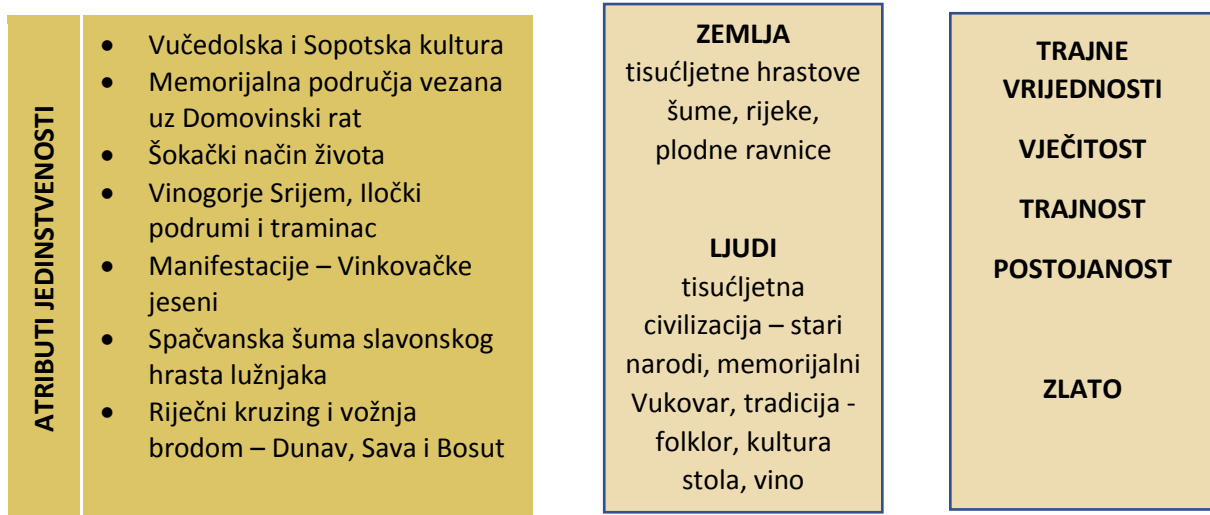 ATRIBUTI JEDINSTVENOSTI
• Vučedolska i Sopotska kultura
• Memorijalna područja vezana
uz Domovinski rat
• Šokački način života
• Vinogorje Srijem, Iločki
podrumi i traminac
• Manifestacije – Vinkovačke
jeseni
• Spačvanska šuma slavonskog
hrasta lužnjaka
• Riječni kruzing i vožnja
brodom – Dunav, Sava i Bosut
ZEMLJA
tisućljetne hrastove
šume, rijeke,
plodne ravnice
LJUDI
tisućljetna
civilizacija – stari
narodi, memorijalni
Vukovar, tradicija -
folklor, kultura
stola, vino
TRAJNE
VRIJEDNOSTI
VJEČITOST
TRAJNOST
POSTOJANOST
ZLATO